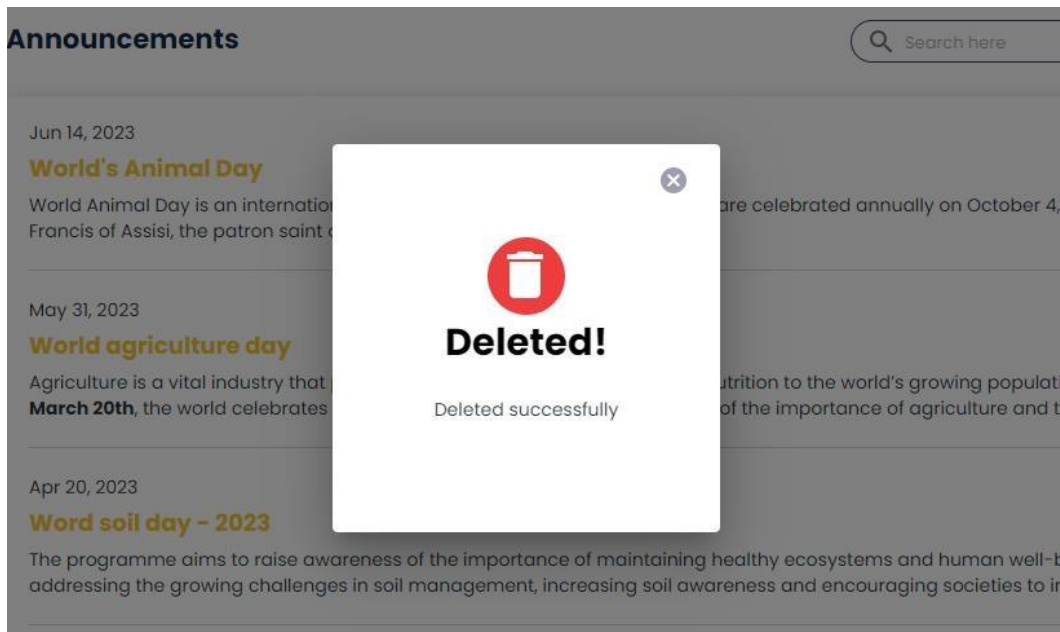 Announcements
Search here
Jun 14, 2023
World's Animal Day
World Animal Day is an are celebrated annually on October 4,
Francis of Assisi, the patron saint
May 31, 2023
World agriculture day
Agriculture is a vital industry that to the world's growing
March 20th, the world celebrates of the importance of agriculture and
Apr 20, 2023
Word soil day - 2023
The programme aims to raise awareness of the importance of maintaining healthy ecosystems and human
addressing the growing challenges in soil management, increasing soil awareness and encouraging societies to
Deleted!
Deleted successfully